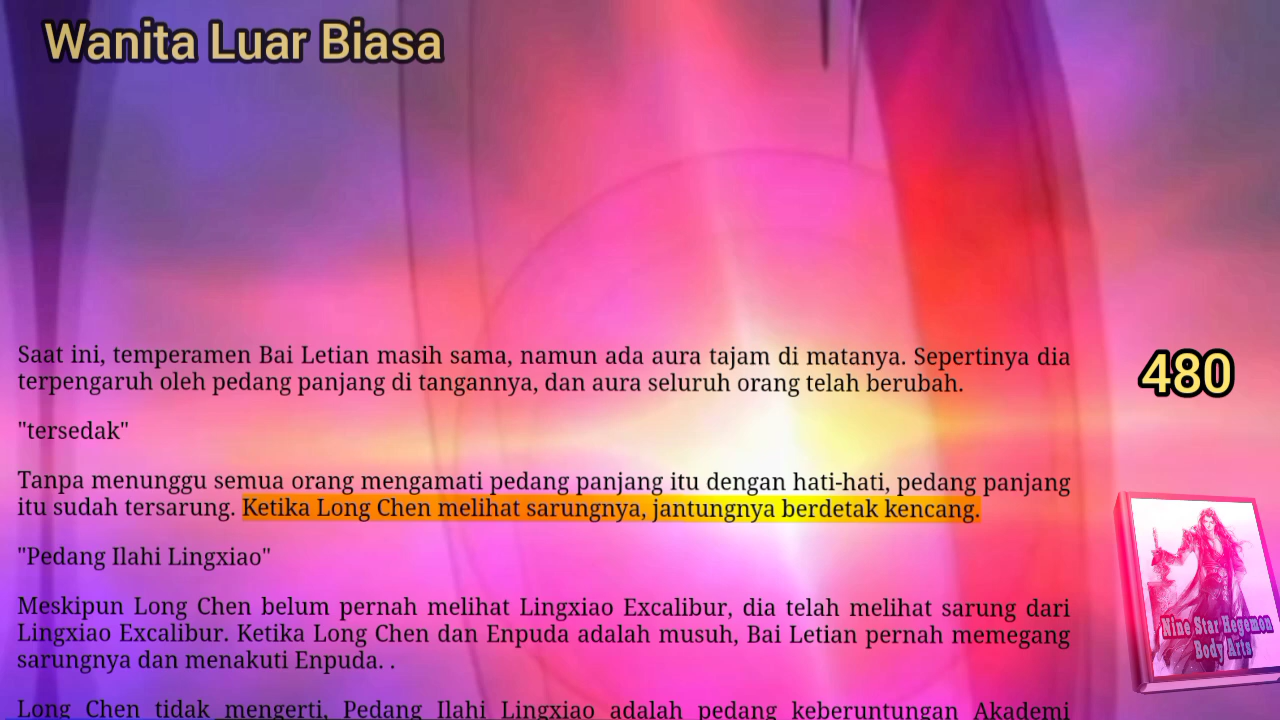 Wanita Luar Biasa
Saat ini, temperamen Bai Letian masih sama, namun ada aura tajam di matanya. Sepertinya dia
terpengaruh oleh pedang panjang di tangannya, dan aura seluruh orang telah berubah.
"tersedak"
Tanpa menunggu semua orang mengamati pedang panjang itu dengan hati-hati, pedang panjang
itu sudah tersarung. Ketika Long Chen melihat sarungnya, jantungnya berdetak kencang.
"Pedang Ilahi Lingxiao"
Meskipun Long Chen belum pernah melihat Lingxiao Excalibur, dia telah melihat sarung dari
Lingxiao Excalibur. Ketika Long Chen dan Enpuda adalah musuh, Bai Letian pernah memegang
sarungnya dan menakuti Enpuda. .
Long Chen tidak mengerti, Pedang Ilahi Lingxiao adalah pedang keberuntungan Akademi
480
Nine Star Hegemon
Body Arts